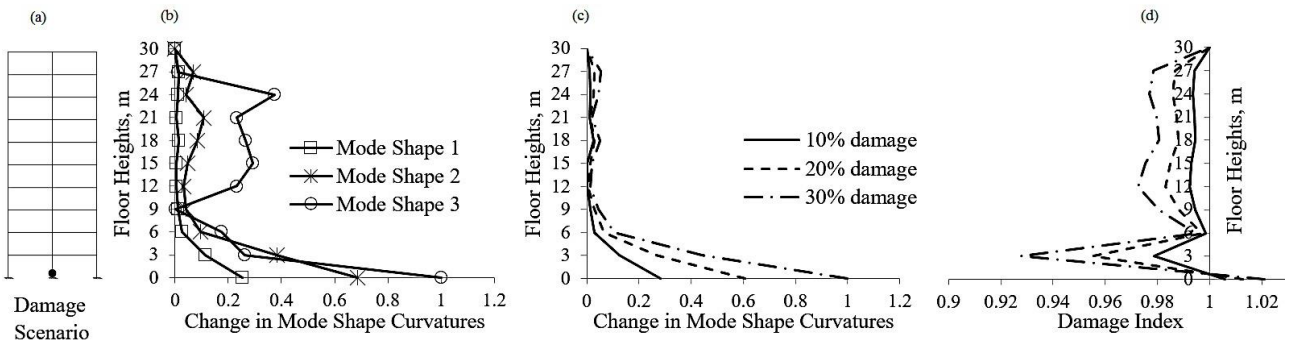 (a)
Damage
Scenario
(b)
Floor Heights, m
30
27
24
21
18
15
12
9
6
3
0
0 0.2 0.4 0.6 0.8 1 1.2
Change in Mode Shape Curvatures
Mode Shape 1
Mode Shape 2
Mode Shape 3
(c)
Floor Heights, m
30
27
24
21
18
15
12
9
6
3
0
0 0.2 0.4 0.6 0.8 1 1.2
Change in Mode Shape Curvatures
10% damage
20% damage
30% damage
(d)
30
27
24
21
18
15
12
9
6
3
0
Floor Heights, m
0.9 0.92 0.94 0.96 0.98 1 1.02
Damage Index